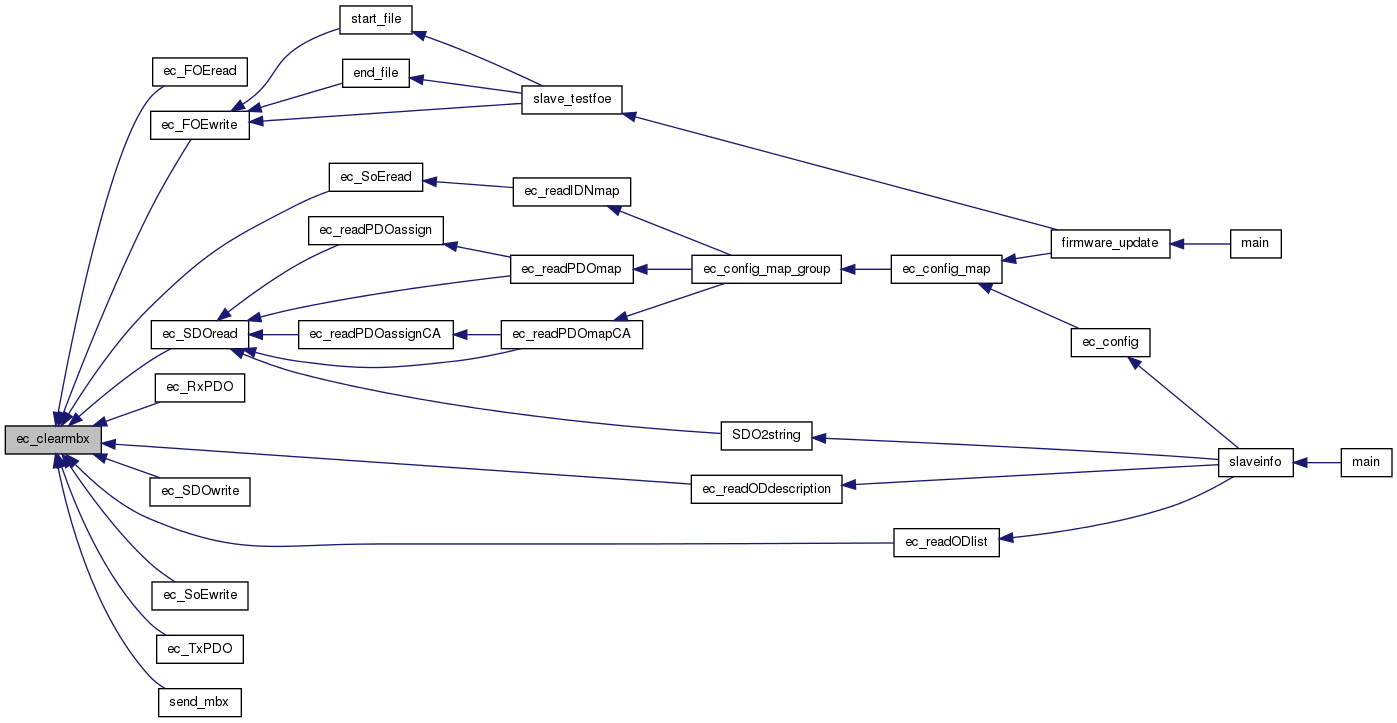 start_file
ec_FOEread
end_file
slave_testfoe
ec_FOEwrite
ec_SoEread
ec_readIDNmap
ec_readPDOassign
firmware_update
main
ec_readPDOmap
ec_config_map_group
ec_config_map
ec_SDOread
ec_readPDOassignCA
ec_readPDOmapCA
ec_config
ec_RxPDO
ec_clearmbx
SDO2string
slaveinfo
main
ec_SDOwrite
ec_readODdescription
ec_readODlist
ec_SoEwrite
ec_TxPDO
send_mbx